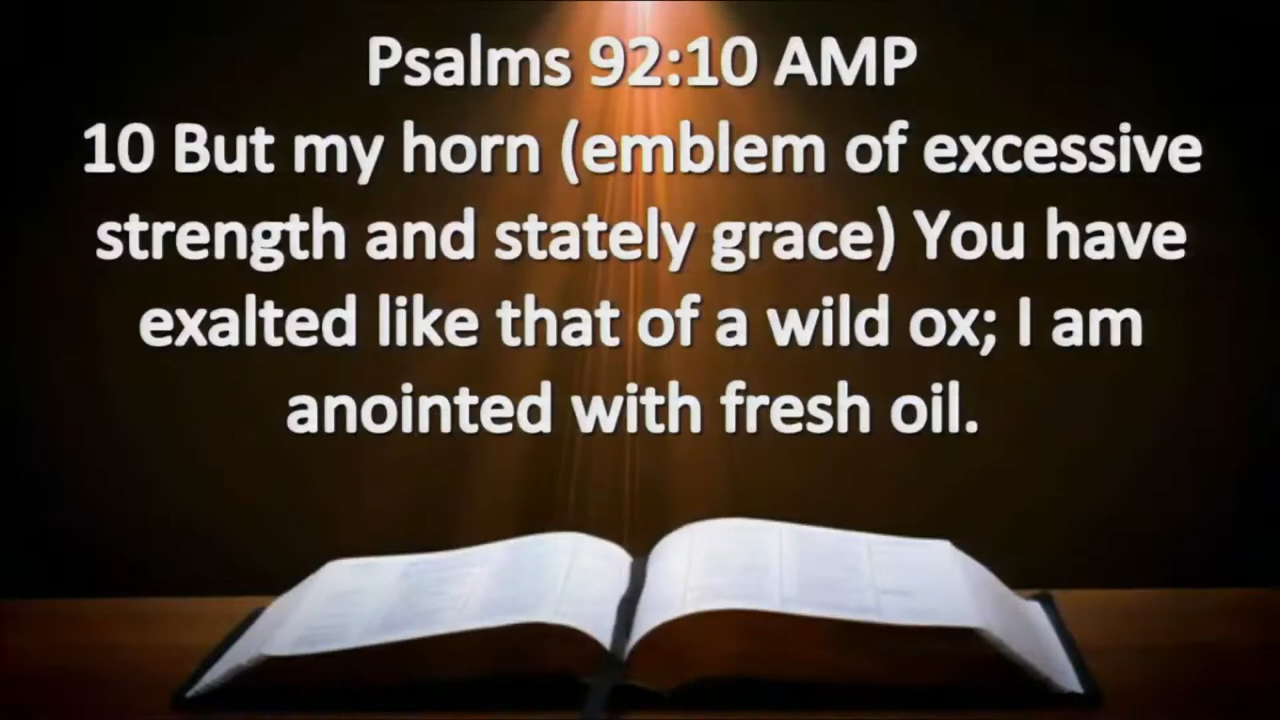 Psalms 92:10 AMP
10 But my horn (emblem of excessive
strength and stately grace) You have
exalted like that of a wild ox; I am
anointed with fresh oil.